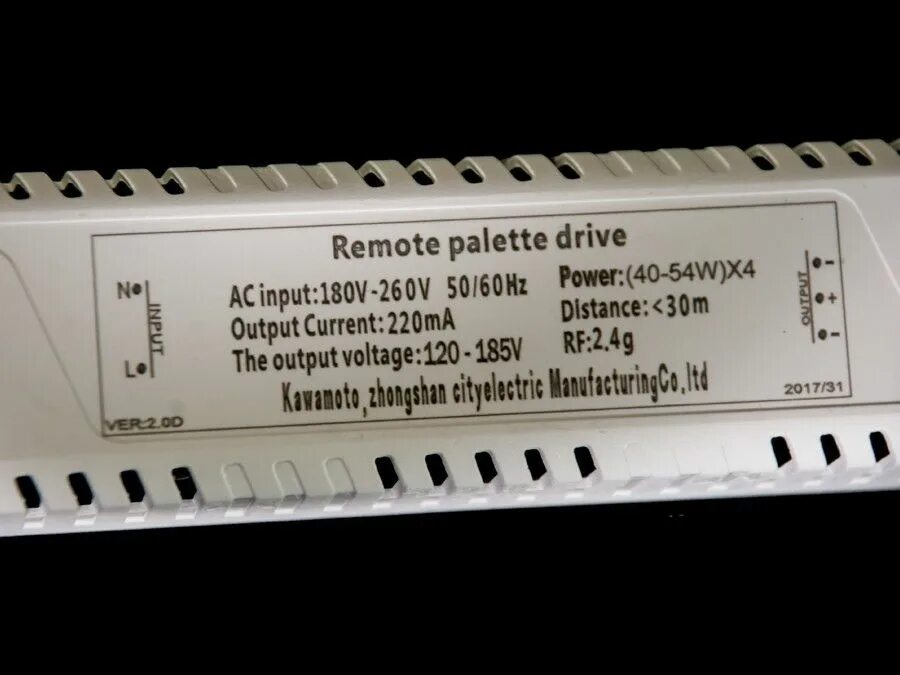 Remote palette drive
N
INPUT
L
AC input:180V-260V 50/60Hz
Output Current:220mA
The output voltage:120-185V
Power:(40-54W)X4
Distance:<30m
RF:2.4g
OUTPUT
-
+
-
Kawamoto,zhongshan cityelectric ManufacturingCo.ltd
VER:2.0D
2017/31